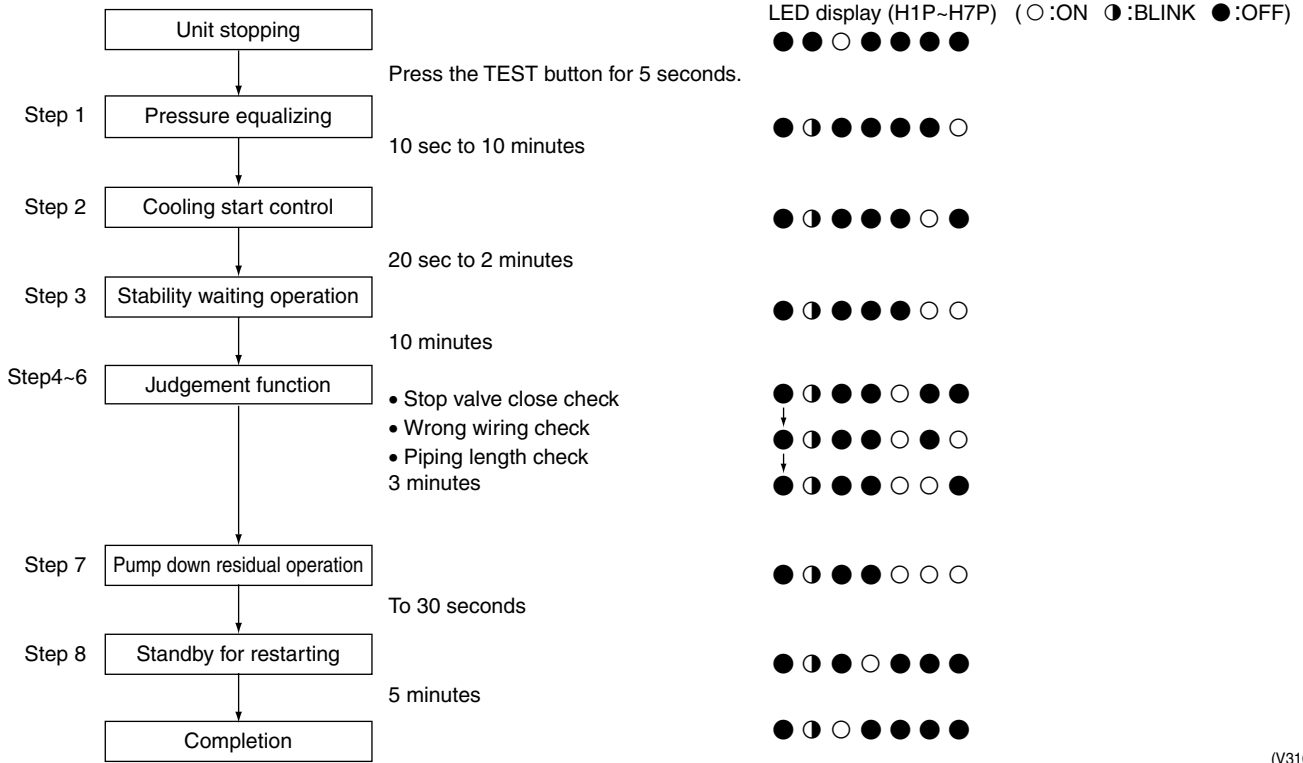 LED display (H1P~H7P) ( ○ :ON ◑ :BLINK ● :OFF)
Unit stopping
● ● ○ ● ● ● ●
Press the TEST button for 5 seconds.
Step 1 Pressure equalizing
● ◑ ● ● ● ● ○
10 sec to 10 minutes
Step 2 Cooling start control
● ◑ ● ● ● ○ ●
20 sec to 2 minutes
Step 3 Stability waiting operation
● ◑ ● ● ● ○ ○
10 minutes
Step4~6 Judgement function
● ◑ ● ● ○ ● ●
• Stop valve close check
• Wrong wiring check
● ◑ ● ● ○ ● ○
• Piping length check
3 minutes
● ◑ ● ● ○ ○ ●
Step 7 Pump down residual operation
● ◑ ● ● ○ ○ ○
To 30 seconds
Step 8 Standby for restarting
● ◑ ● ○ ● ● ●
5 minutes
Completion
● ◑ ○ ● ● ● ●